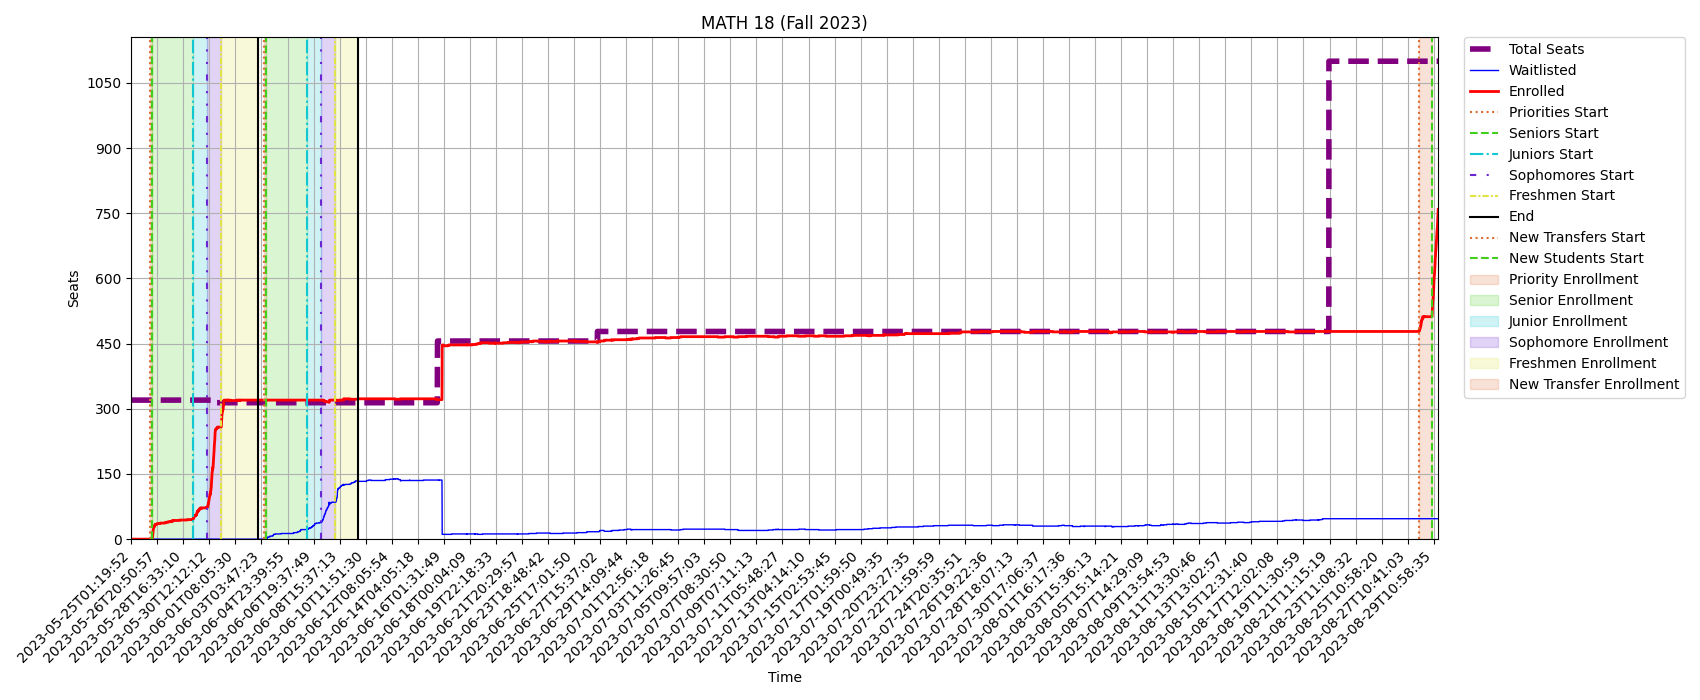 MATH 18 (Fall 2023)
Seats
1050
900
750
600
450
300
150
0
2023-05-25T01:19:52
2023-05-26T20:50:57
2023-05-28T16:33:10
2023-05-30T12:12:12
2023-06-01T08:05:30
2023-06-03T03:47:23
2023-06-04T23:39:55
2023-06-06T19:37:49
2023-06-08T15:37:13
2023-06-10T11:51:30
2023-06-12T08:05:54
2023-06-14T04:05:18
2023-06-16T01:31:49
2023-06-18T00:04:09
2023-06-19T22:18:33
2023-06-21T20:29:57
2023-06-23T18:48:42
2023-06-25T17:01:50
2023-06-27T15:37:02
2023-06-29T14:09:44
2023-07-01T12:56:18
2023-07-03T11:26:45
2023-07-05T09:57:03
2023-07-07T08:30:50
2023-07-09T07:11:13
2023-07-11T05:48:27
2023-07-13T04:14:10
2023-07-15T02:53:45
2023-07-17T01:59:50
2023-07-19T00:49:35
2023-07-20T23:27:35
2023-07-22T21:59:59
2023-07-24T20:35:51
2023-07-26T19:22:36
2023-07-28T18:07:13
2023-07-30T17:06:37
2023-08-01T16:17:36
2023-08-03T15:36:13
2023-08-05T15:14:21
2023-08-07T14:29:09
2023-08-09T13:54:53
2023-08-11T13:30:46
2023-08-13T13:02:57
2023-08-15T12:31:40
2023-08-17T12:02:08
2023-08-19T11:30:59
2023-08-21T11:15:19
2023-08-23T11:08:32
2023-08-25T10:58:20
2023-08-27T10:41:03
2023-08-29T10:58:35
Time
Total Seats
Waitlisted
Enrolled
Priorities Start
Seniors Start
Juniors Start
Sophomores Start
Freshmen Start
End
New Transfers Start
New Students Start
Priority Enrollment
Senior Enrollment
Junior Enrollment
Sophomore Enrollment
Freshmen Enrollment
New Transfer Enrollment